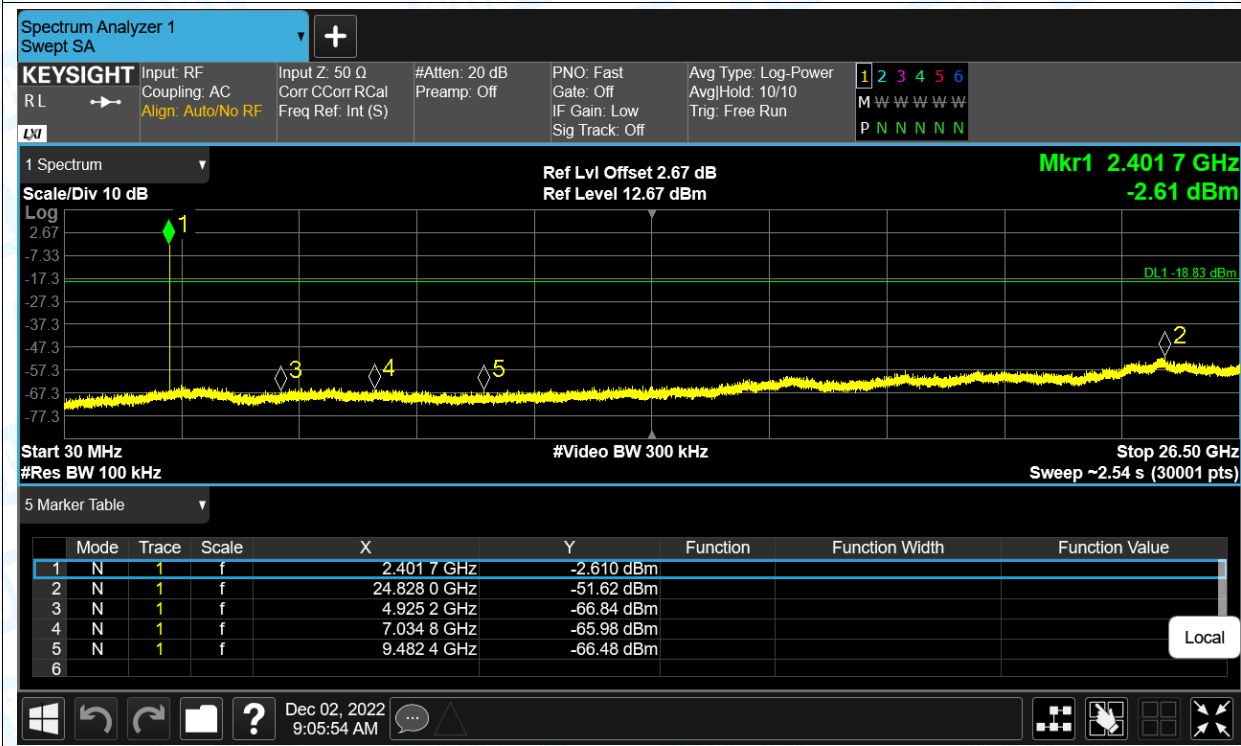 Spectrum Analyzer 1
Swept SA
KEYSIGHT
R L
LXI
Input: RF
Coupling: AC
Align: Auto/No RF
Input Z: 50 Ω
Corr CCorr RCal
Freq Ref: Int (S)
#Atten: 20 dB
Preamp: Off
PNO: Fast
Gate: Off
IF Gain: Low
Sig Track: Off
Avg Type: Log-Power
Avg|Hold: 10/10
Trig: Free Run
1 2 3 4 5 6
M W W W W W
P N N N N N
1 Spectrum
Scale/Div 10 dB
Ref Lvl Offset 2.67 dB
Ref Level 12.67 dBm
Mkr1 2.401 7 GHz
-2.61 dBm
Log
2.67
-7.33
-17.3
-27.3
-37.3
-47.3
-57.3
-67.3
-77.3
1
DL1 -18.83 dBm
2
3
4
5
Start 30 MHz
#Res BW 100 kHz
#Video BW 300 kHz
Stop 26.50 GHz
Sweep ~2.54 s (30001 pts)
5 Marker Table
Mode Trace Scale X Y Function Function Width Function Value
1 N 1 f 2.401 7 GHz -2.610 dBm
2 N 1 f 24.828 0 GHz -51.62 dBm
3 N 1 f 4.925 2 GHz -66.84 dBm
4 N 1 f 7.034 8 GHz -65.98 dBm
5 N 1 f 9.482 4 GHz -66.48 dBm
6
Local
?
Dec 02, 2022
9:05:54 AM